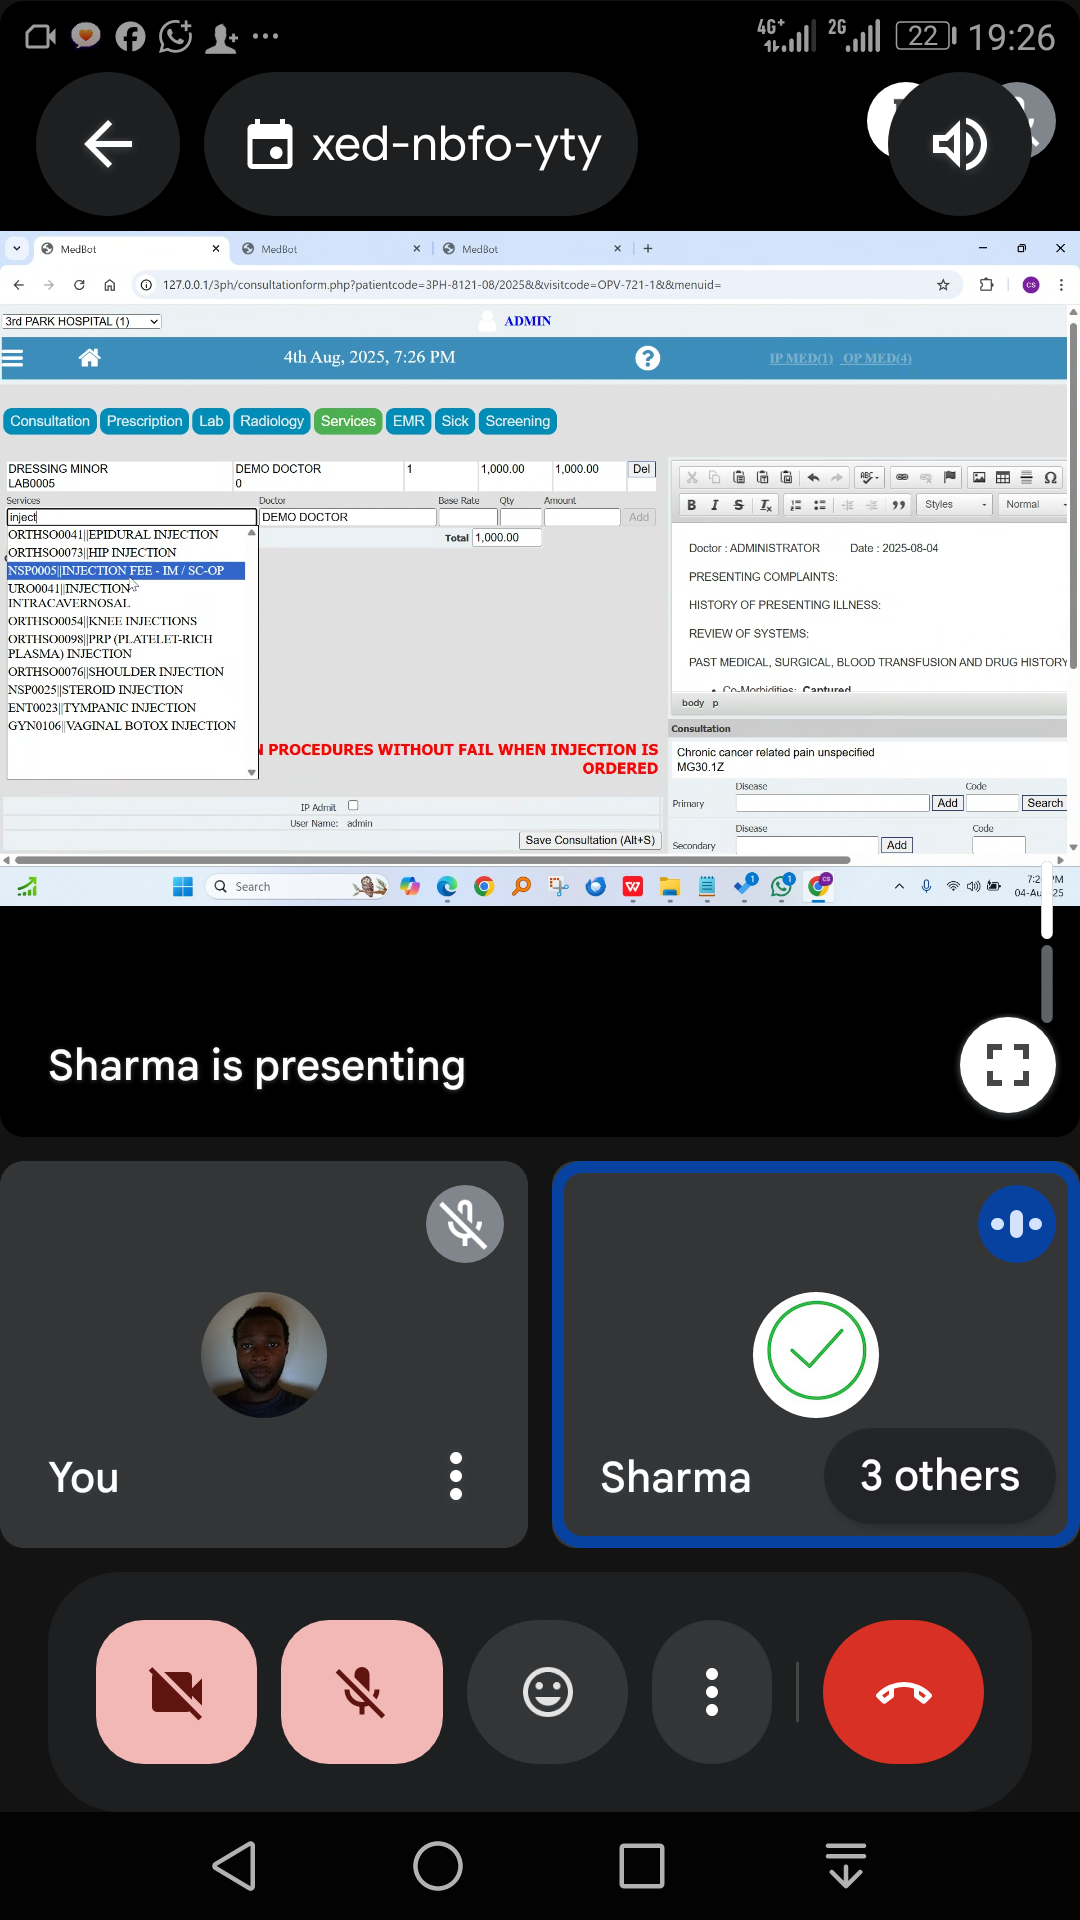 4G+ 2G 22 19:26
xed-nbfo-yty
MedBot MedBot MedBot
127.0.0.1/3ph/consultationform.php?patientcode=3PH-8121-08/2025&&visitcode=OPV-721-1&&menuid= CS
3rd PARK HOSPITAL (1) ADMIN
4th Aug, 2025, 7:26 PM ? IP MED(1) OP MED(4)
Consultation Prescription Lab Radiology Services EMR Sick Screening
DRESSING MINOR DEMO DOCTOR 1 1,000.00 1,000.00 Del
LAB0005 0
Services Doctor Base Rate Qty Amount
inject DEMO DOCTOR Add
Total 1,000.00
ORTHSO0041||EPIDURAL INJECTION
ORTHSO0073||HIP INJECTION
NSP0005||INJECTION FEE - IM / SC-OP
URO0041||INJECTION
INTRACAVERNOSAL
ORTHSO0054||KNEE INJECTIONS
ORTHSO0098||PRP (PLATELET-RICH
PLASMA) INJECTION
ORTHSO0076||SHOULDER INJECTION
NSP0025||STEROID INJECTION
ENT0023||TYMPANIC INJECTION
GYN0106||VAGINAL BOTOX INJECTION
PROCEDURES WITHOUT FAIL WHEN INJECTION IS
ORDERED
IP Admit
User Name: admin
Save Consultation (Alt+S)
ABC
B I S Ix Styles Normal
Doctor : ADMINISTRATOR Date : 2025-08-04
PRESENTING COMPLAINTS:
HISTORY OF PRESENTING ILLNESS:
REVIEW OF SYSTEMS:
PAST MEDICAL, SURGICAL, BLOOD TRANSFUSION AND DRUG HISTORY
• Co-Morbidities: Captured
body p
Consultation
Chronic cancer related pain unspecified
MG30.1Z
Disease Code
Primary Add Search
Disease Code
Secondary Add
Search 1 1 CS
Sharma is presenting
You
Sharma 3 others